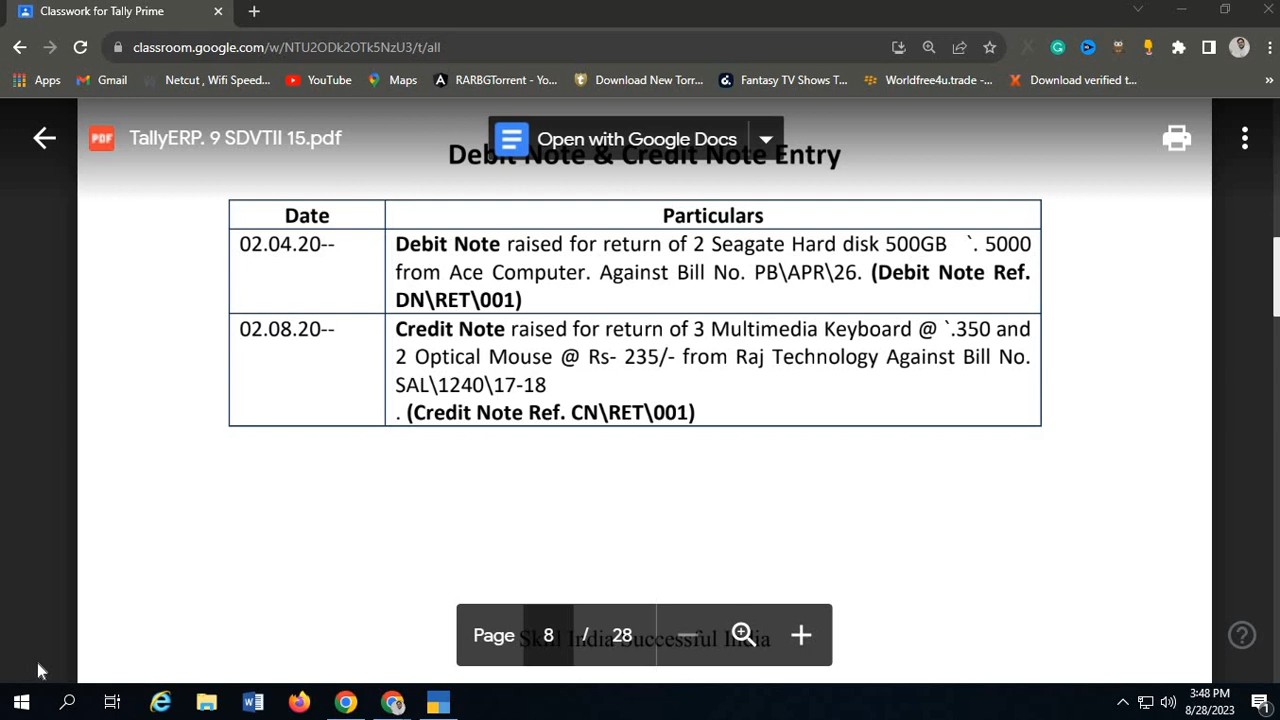 Classwork for Tally Prime
classroom.google.com/w/NTU2ODk2OTk5NzU3/t/all
Apps Gmail Netcut , Wifi Speed... YouTube Maps RARBGTorrent - Yo... Download New Torr... Fantasy TV Shows T... Worldfree4u.trade -... Download verified t... »
PDF TallyERP. 9 SDVTII 15.pdf Open with Google Docs
Debit Note & Credit Note Entry
Date Particulars
02.04.20-- Debit Note raised for return of 2 Seagate Hard disk 500GB `. 5000
from Ace Computer. Against Bill No. PB\APR\26. (Debit Note Ref.
DN\RET\001)
02.08.20-- Credit Note raised for return of 3 Multimedia Keyboard @ `.350 and
2 Optical Mouse @ Rs- 235/- from Raj Technology Against Bill No.
SAL\1240\17-18
. (Credit Note Ref. CN\RET\001)
Page 8 / 28
Skill India Successful India
3:48 PM
8/28/2023